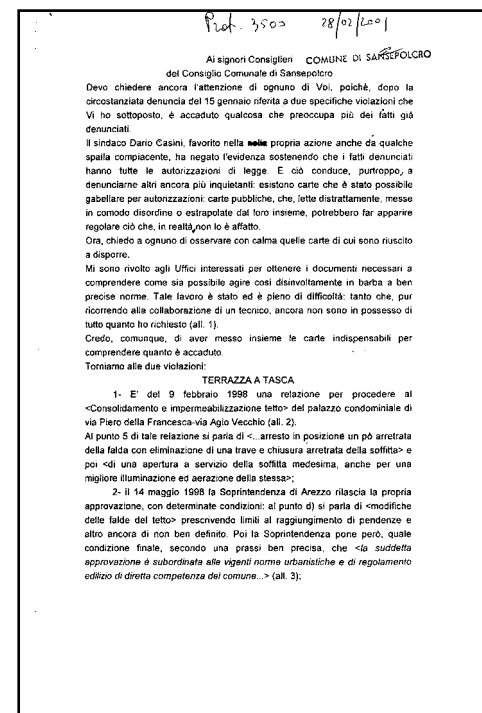 Prot. 3500 28/02/2001
Ai signori Consiglieri COMUNE DI SANSEPOLCRO
del Consiglio Comunale di Sansepolcro
Devo chiedere ancora l'attenzione di ognuno di Voi, poichè, dopo la
circostanziata denuncia del 15 gennaio riferita a due specifiche violazioni che
Vi ho sottoposto, è accaduto qualcosa che preoccupa più dei fatti già
denunciati.
Il sindaco Dario Casini, favorito nella propria azione anche da qualche
spalla compiacente, ha negato l'evidenza sostenendo che i fatti denunciati
hanno tutte le autorizzazioni di legge. E ciò conduce, purtroppo, a
denunciarne altri ancora più inquietanti: esistono carte che è stato possibile
gabellare per autorizzazioni: carte pubbliche, che, lette distrattamente, messe
in comodo disordine o estrapolate dal loro insieme, potrebbero far apparire
regolare ciò che, in realtà, non lo è affatto.
Ora, chiedo a ognuno di osservare con calma quelle carte di cui sono riuscito
a disporre.
Mi sono rivolto agli Uffici interessati per ottenere i documenti necessari a
comprendere come sia possibile agire così disinvoltamente in barba a ben
precise norme. Tale lavoro è stato ed è pieno di difficoltà: tanto che, pur
ricorrendo alla collaborazione di un tecnico, ancora non sono in possesso di
tutto quanto ho richiesto (all. 1).
Credo, comunque, di aver messo insieme le carte indispensabili per
comprendere quanto è accaduto.
Torniamo alle due violazioni:
TERRAZZA A TASCA
1- E' del 9 febbraio 1998 una relazione per procedere al
<Consolidamento e impermeabilizzazione tetto> del palazzo condominiale di
via Piero della Francesca-via Agio Vecchio (all. 2).
Al punto 5 di tale relazione si parla di <...arresto in posizione un pò arretrata
della falda con eliminazione di una trave e chiusura arretrata della soffitta> e
poi <di una apertura a servizio della soffitta medesima, anche per una
migliore illuminazione ed aerazione della stessa>;
2- il 14 maggio 1998 la Soprintendenza di Arezzo rilascia la propria
approvazione, con determinate condizioni: al punto d) si parla di <modifiche
delle falde del tetto> prescrivendo limiti al raggiungimento di pendenze e
altro ancora di non ben definito. Poi la Soprintendenza pone però, quale
condizione finale, secondo una prassi ben precisa, che <la suddetta
approvazione è subordinata alle vigenti norme urbanistiche e di regolamento
edilizio di diretta competenza del comune...> (all. 3);